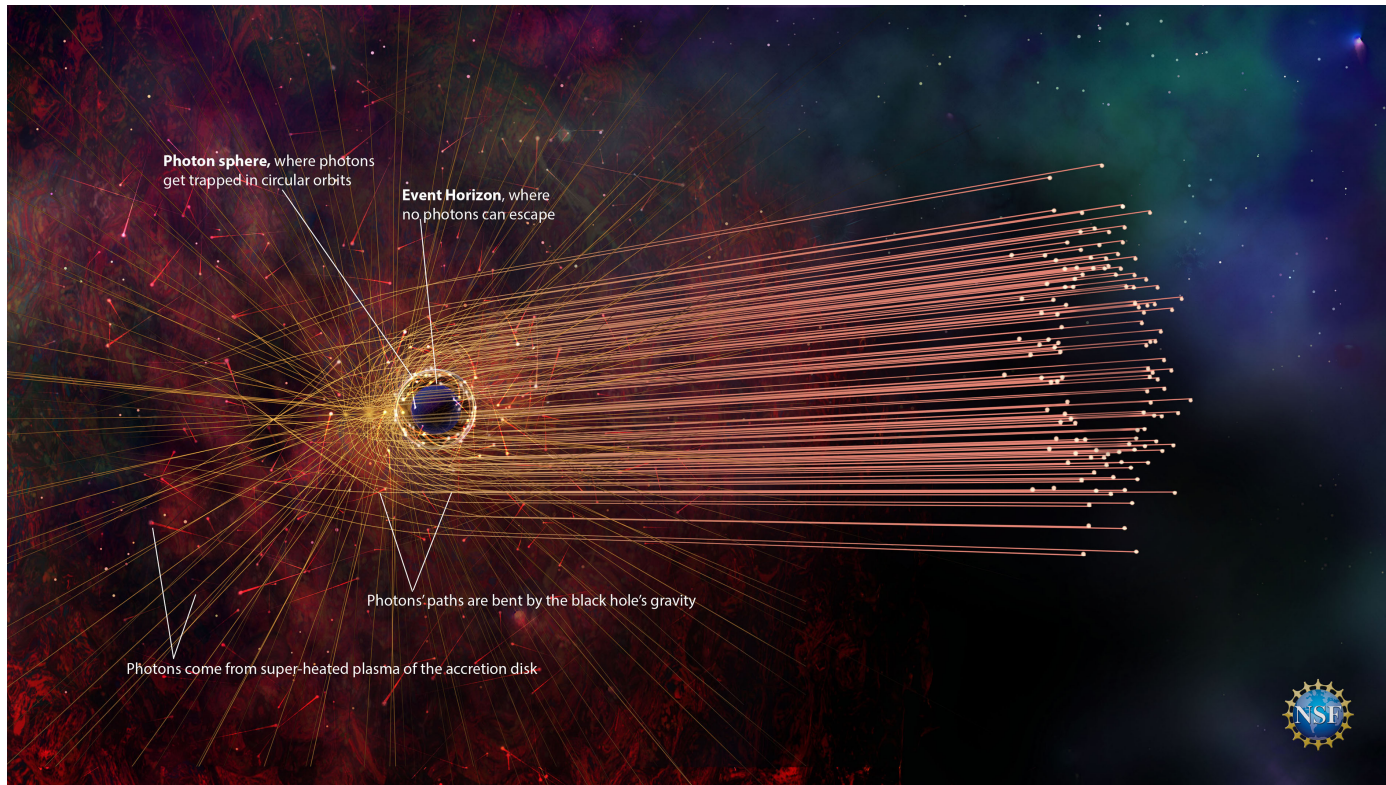 Photon sphere, where photons
get trapped in circular orbits
Event Horizon, where
no photons can escape
Photons’ paths are bent by the black hole’s gravity
Photons come from super-heated plasma of the accretion disk
NSF